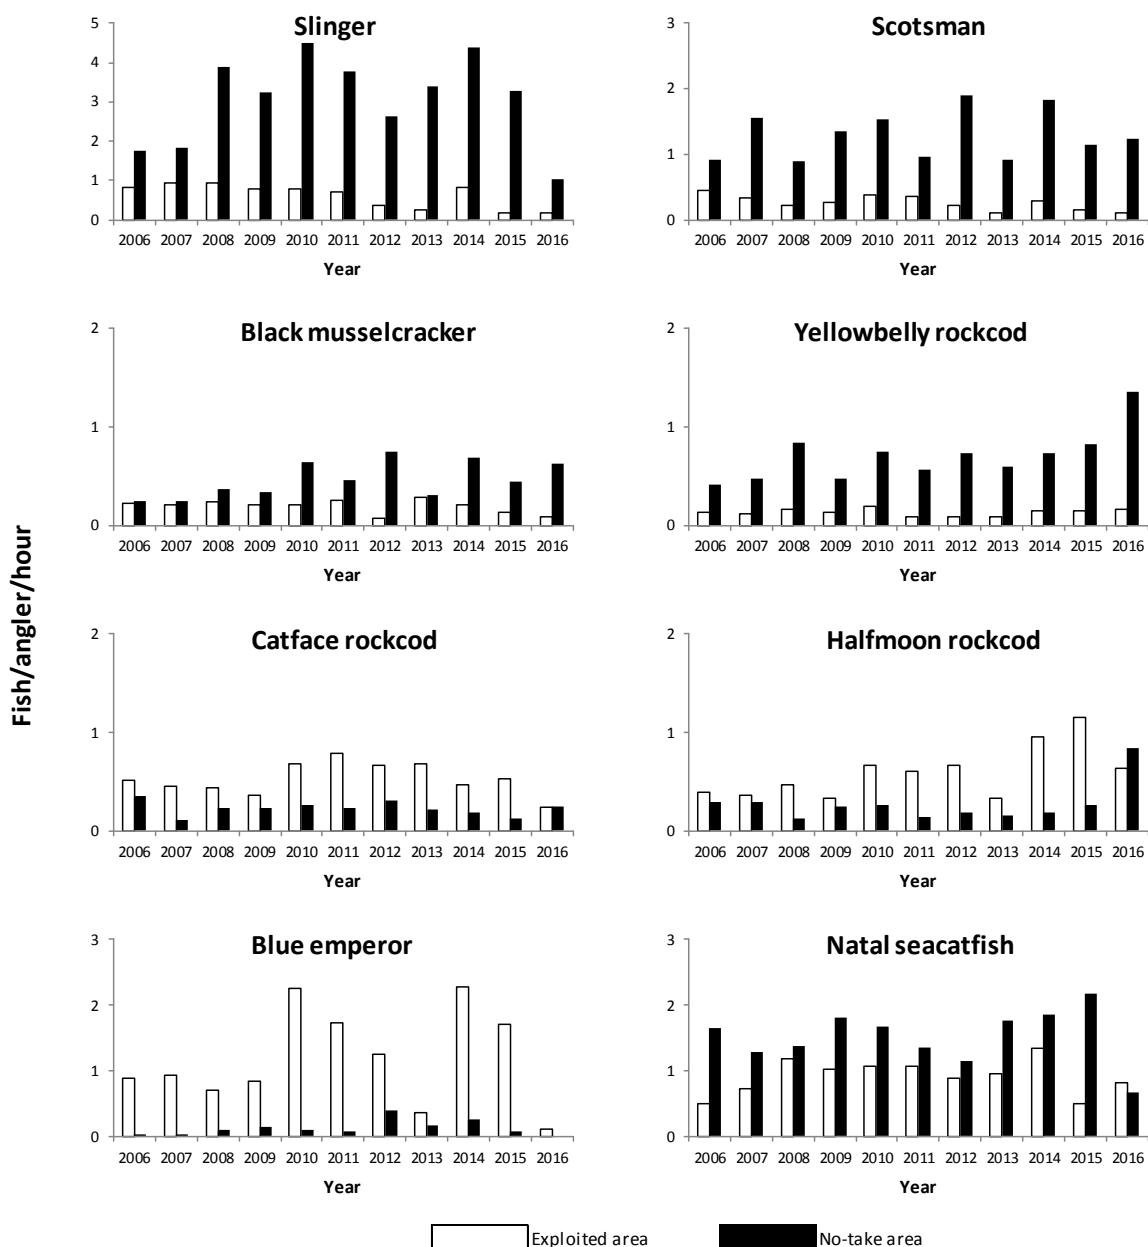 Slinger
5
4
3
2
1
0
2006 2007 2008 2009 2010 2011 2012 2013 2014 2015 2016
Year
Scotsman
3
2
1
0
2006 2007 2008 2009 2010 2011 2012 2013 2014 2015 2016
Year
Black musselcracker
2
1
0
2006 2007 2008 2009 2010 2011 2012 2013 2014 2015 2016
Year
Yellowbelly rockcod
2
1
0
2006 2007 2008 2009 2010 2011 2012 2013 2014 2015 2016
Year
Fish/angler/hour
Catface rockcod
2
1
0
2006 2007 2008 2009 2010 2011 2012 2013 2014 2015 2016
Year
Halfmoon rockcod
2
1
0
2006 2007 2008 2009 2010 2011 2012 2013 2014 2015 2016
Year
Blue emperor
3
2
1
0
2006 2007 2008 2009 2010 2011 2012 2013 2014 2015 2016
Year
Natal seacatfish
3
2
1
0
2006 2007 2008 2009 2010 2011 2012 2013 2014 2015 2016
Year
Exploited area
No-take area